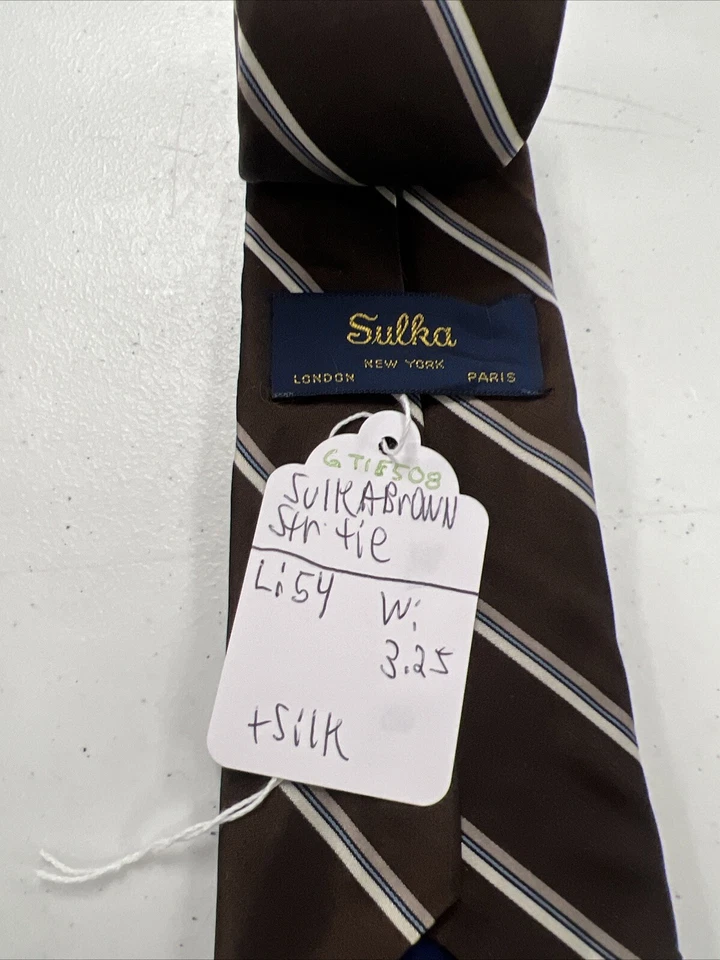 Sulka
NEW YORK
LONDON PARIS
GTIE508
SulkABrowN
Str tie
L: 54 W:
3.25
+Silk